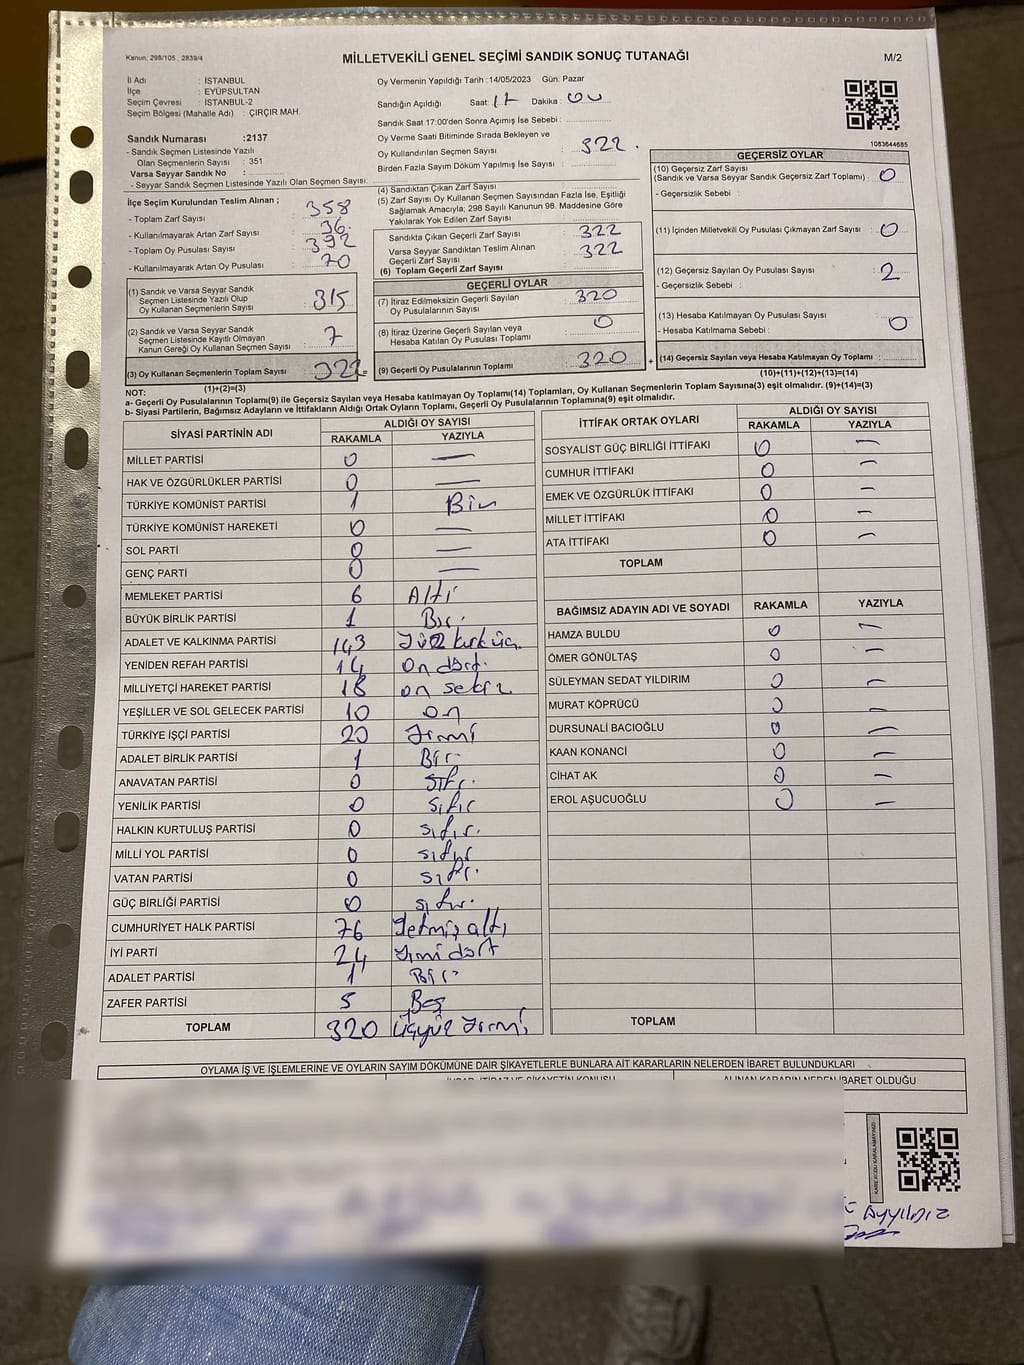 Kanun, 298/105 , 2839/4
MİLLETVEKİLİ GENEL SEÇİMİ SANDIK SONUÇ TUTANAĞI
M/2
İl Adı : İSTANBUL
İlçe : EYÜPSULTAN
Seçim Çevresi : İSTANBUL-2
Seçim Bölgesi (Mahalle Adı) : ÇIRÇIR MAH.
Sandık Numarası :2137
- Sandık Seçmen Listesinde Yazılı
Olan Seçmenlerin Sayısı : 351
Varsa Seyyar Sandık No :
- Seyyar Sandık Seçmen Listesinde Yazılı Olan Seçmen Sayısı:
Oy Vermenin Yapıldığı Tarih :14/05/2023 Gün: Pazar
Sandığın Açıldığı Saat: 17 Dakika : 00
Sandık Saat 17:00'den Sonra Açımış İse Sebebi :
Oy Verme Saati Bitiminde Sırada Bekleyen ve
Oy Kullandırılan Seçmen Sayısı : 322.
Birden Fazla Sayım Döküm Yapılmış İse Sayısı :
1083644685
İlçe Seçim Kurulundan Teslim Alınan ;
- Toplam Zarf Sayısı : 358
- Kullanılmayarak Artan Zarf Sayısı : 36.
- Toplam Oy Pusulası Sayısı : 392
- Kullanılmayarak Artan Oy Pusulası : 70
(1) Sandık ve Varsa Seyyar Sandık
Seçmen Listesinde Yazılı Olup
Oy Kullanan Seçmenlerin Sayısı : 315
(2) Sandık ve Varsa Seyyar Sandık
Seçmen Listesinde Kayıtlı Olmayan
Kanun Gereği Oy Kullanan Seçmen Sayısı : 7
(3) Oy Kullanan Seçmenlerin Toplam Sayısı : 322 =
(1)+(2)=(3)
(4) Sandıktan Çıkan Zarf Sayısı :
(5) Zarf Sayısı Oy Kullanan Seçmen Sayısından Fazla İse, Eşitliği
Sağlamak Amacıyla; 298 Sayılı Kanunun 98. Maddesine Göre
Yakılarak Yok Edilen Zarf Sayısı :
Sandıkta Çıkan Geçerli Zarf Sayısı : 322
Varsa Seyyar Sandıktan Teslim Alınan
Geçerli Zarf Sayısı : 322
(6) Toplam Geçerli Zarf Sayısı :
GEÇERLİ OYLAR
(7) İtiraz Edilmeksizin Geçerli Sayılan
Oy Pusulasının Sayısı : 320
(8) İtiraz Üzerine Geçerli Sayılan veya
Hesaba Katılan Oy Pusulası Toplamı : 0
(9) Geçerli Oy Pusulalarının Toplamı : 320 +
GEÇERSİZ OYLAR
(10) Geçersiz Zarf Sayısı
(Sandık ve Varsa Seyyar Sandık Geçersiz Zarf Toplamı) : 0
- Geçersizlik Sebebi :
(11) İçinden Milletvekili Oy Pusulası Çıkmayan Zarf Sayısı : 0
(12) Geçersiz Sayılan Oy Pusulası Sayısı : 2
- Geçersizlik Sebebi :
(13) Hesaba Katılmayan Oy Pusulası Sayısı :
- Hesaba Katılmama Sebebi : 0
(14) Geçersiz Sayılan veya Hesaba Katılmayan Oy Toplamı :
(10)+(11)+(12)+(13)=(14)
NOT:
a- Geçerli Oy Pusulalarının Toplamı(9) ile Geçersiz Sayılan veya Hesaba katılmayan Oy Toplamı(14) Toplamları, Oy Kullanan Seçmenlerin Toplam Sayısına(3) eşit olmalıdır. (9)+(14)=(3)
b- Siyasi Partilerin, Bağımsız Adayların ve İttifakların Aldığı Ortak Oyların Toplamı, Geçerli Oy Pusulalarının Toplamına(9) eşit olmalıdır.
SİYASİ PARTİNİN ADI
ALDIĞI OY SAYISI
RAKAMLA YAZIYLA
MİLLET PARTİSİ 0 —
HAK VE ÖZGÜRLÜKLER PARTİSİ 0 —
TÜRKİYE KOMÜNİST PARTİSİ 1 Bir
TÜRKİYE KOMÜNİST HAREKETİ 0 —
SOL PARTİ 0 —
GENÇ PARTİ 0 —
MEMLEKET PARTİSİ 6 Altı
BÜYÜK BİRLİK PARTİSİ 1 Bir
ADALET VE KALKINMA PARTİSİ 143 Yüz kırk üç
YENİDEN REFAH PARTİSİ 14 On dört.
MİLLİYETÇİ HAREKET PARTİSİ 18 on sekiz
YEŞİLLER VE SOL GELECEK PARTİSİ 10 on
TÜRKİYE İŞÇİ PARTİSİ 20 Yirmi
ADALET BİRLİK PARTİSİ 1 Bir
ANAVATAN PARTİSİ 0 sıfır.
YENİLİK PARTİSİ 0 sıfır
HALKIN KURTULUŞ PARTİSİ 0 sıfır.
MİLLİ YOL PARTİSİ 0 sıfır
VATAN PARTİSİ 0 sıfır.
GÜÇ BİRLİĞİ PARTİSİ 0 sıfır.
CUMHURİYET HALK PARTİSİ 76 Yetmiş altı
İYİ PARTİ 24 Yirmi dört
ADALET PARTİSİ 1 Bir
ZAFER PARTİSİ 5 Beş
TOPLAM 320 Üçyüz Yirmi
İTTİFAK ORTAK OYLARI
ALDIĞI OY SAYISI
RAKAMLA YAZIYLA
SOSYALİST GÜÇ BİRLİĞİ İTTİFAKI 0 —
CUMHUR İTTİFAKI 0 —
EMEK VE ÖZGÜRLÜK İTTİFAKI 0 —
MİLLET İTTİFAKI 0 —
ATA İTTİFAKI 0 —
TOPLAM
BAĞIMSIZ ADAYIN ADI VE SOYADI RAKAMLA YAZIYLA
HAMZA BULDU 0 —
ÖMER GÖNÜLTAŞ 0 —
SÜLEYMAN SEDAT YILDIRIM 0 —
MURAT KÖPRÜCÜ 0 —
DURSUNALİ BACIOĞLU 0 —
KAAN KONANCİ 0 —
CİHAT AK 0 —
EROL AŞUCUOĞLU 0 —
TOPLAM
OYLAMA İŞ VE İŞLEMLERİNE VE OYLARIN SAYIM DÖKÜMÜNE DAİR ŞİKAYETLERLE BUNLARA AİT KARARLARIN NELERDEN İBARET BULUNDUKLARI
İHBAR, İTİRAZ VE ŞİKAYETİN KONUSU ALINAN KARARIN NEDEN İBARET OLDUĞU
KARE KODU KARALAMAYINIZ!
AYYILDIZ